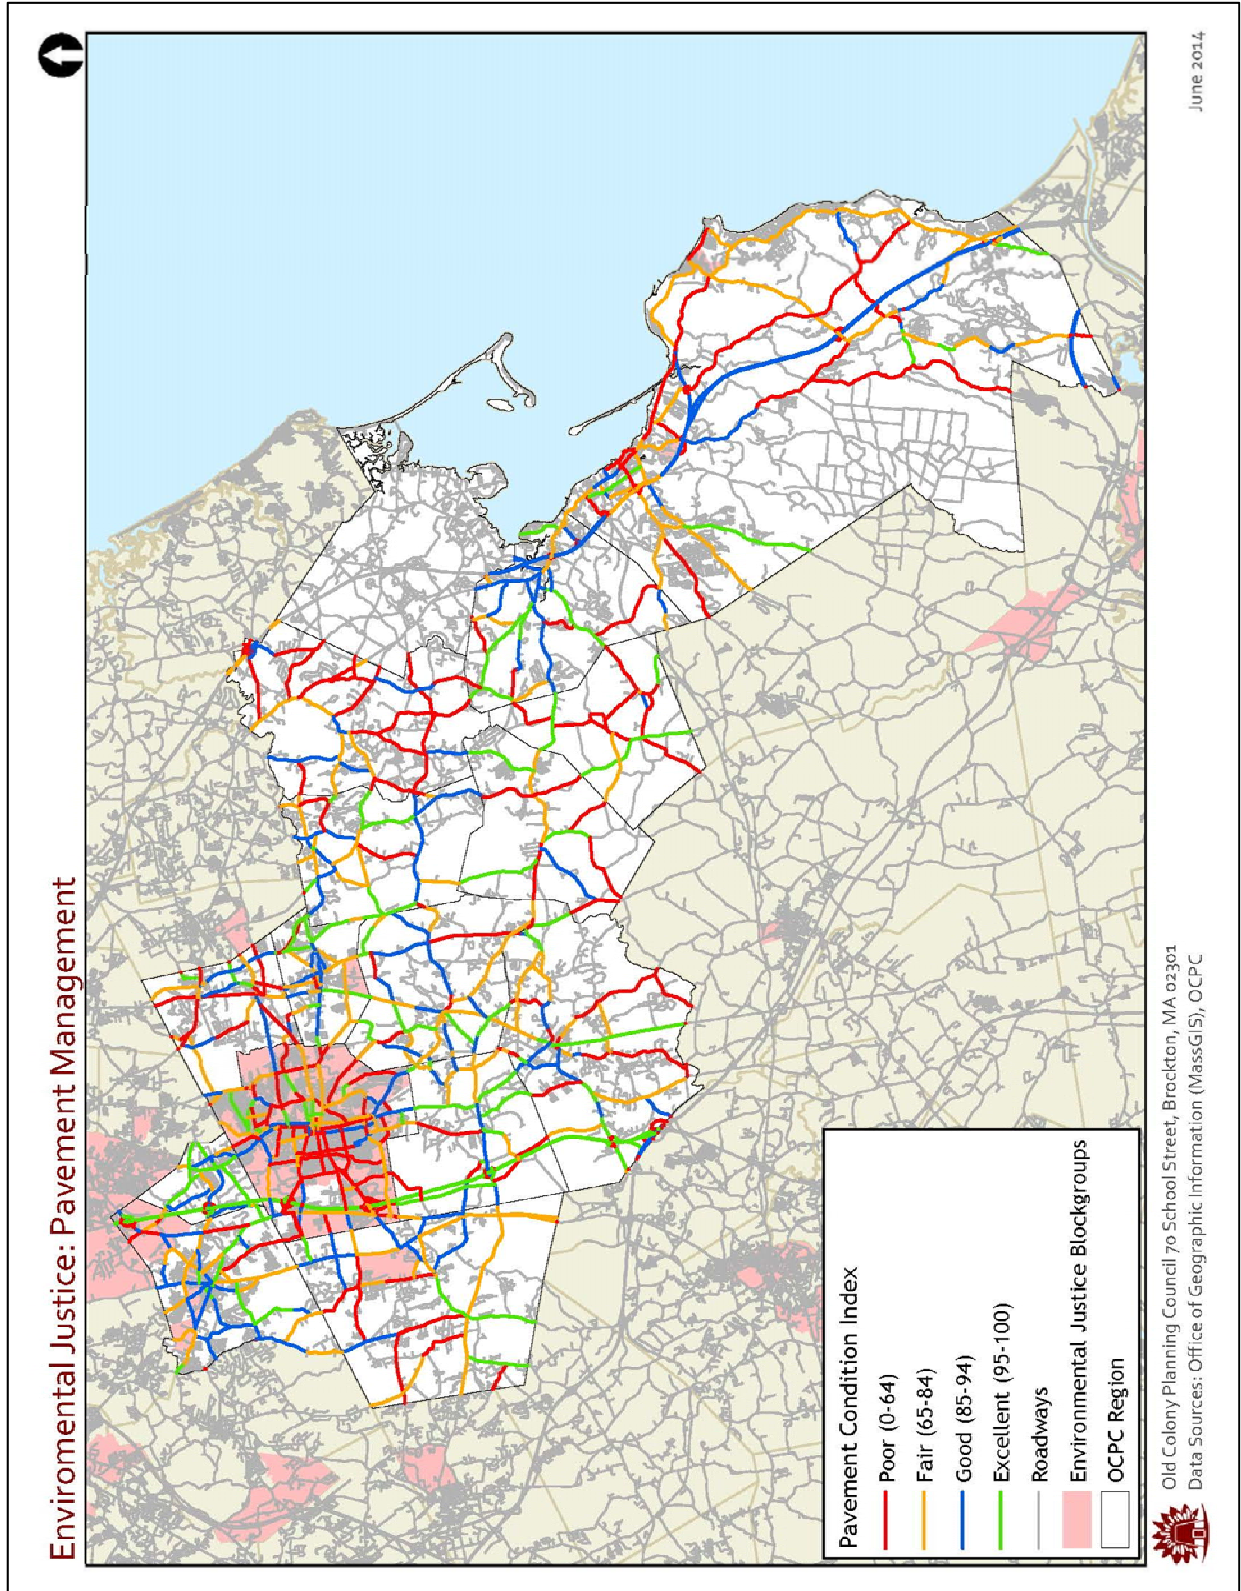 Enviromental Justice: Pavement Management
Pavement Condition Index
Poor (0-64)
Fair (65-84)
Good (85-94)
Excellent (95-100)
Roadways
Environmental Justice Blockgroups
OCPC Region
Old Colony Planning Council 70 School Street, Brockton, MA 02301
Data Sources: Office of Geographic Information (MassGIS), OCPC
June 2014